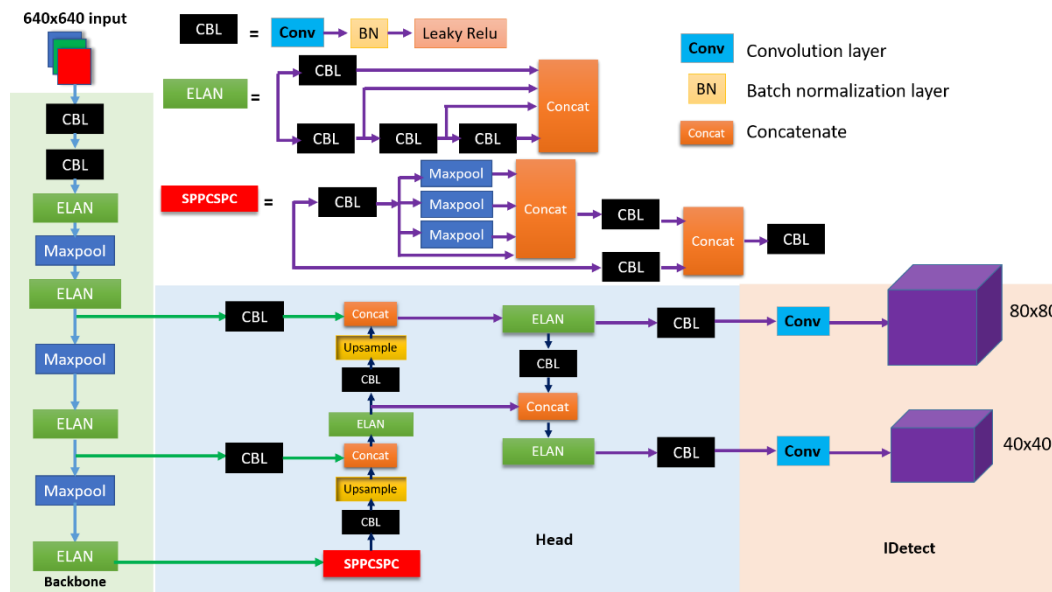 640x640 input
CBL
=
Conv
BN
Leaky Relu
Conv
Convolution layer
BN
Batch normalization layer
Concat
Concatenate
ELAN
=
CBL
CBL
CBL
CBL
Concat
SPPCSPC
=
CBL
Maxpool
Maxpool
Maxpool
Concat
CBL
CBL
Concat
CBL
CBL
CBL
ELAN
Maxpool
ELAN
Maxpool
ELAN
Maxpool
ELAN
Backbone
CBL
Concat
Upsample
CBL
ELAN
CBL
Concat
Upsample
CBL
SPPCSPC
ELAN
CBL
CBL
Concat
ELAN
CBL
Head
Conv
80x80
Conv
40x40
IDetect